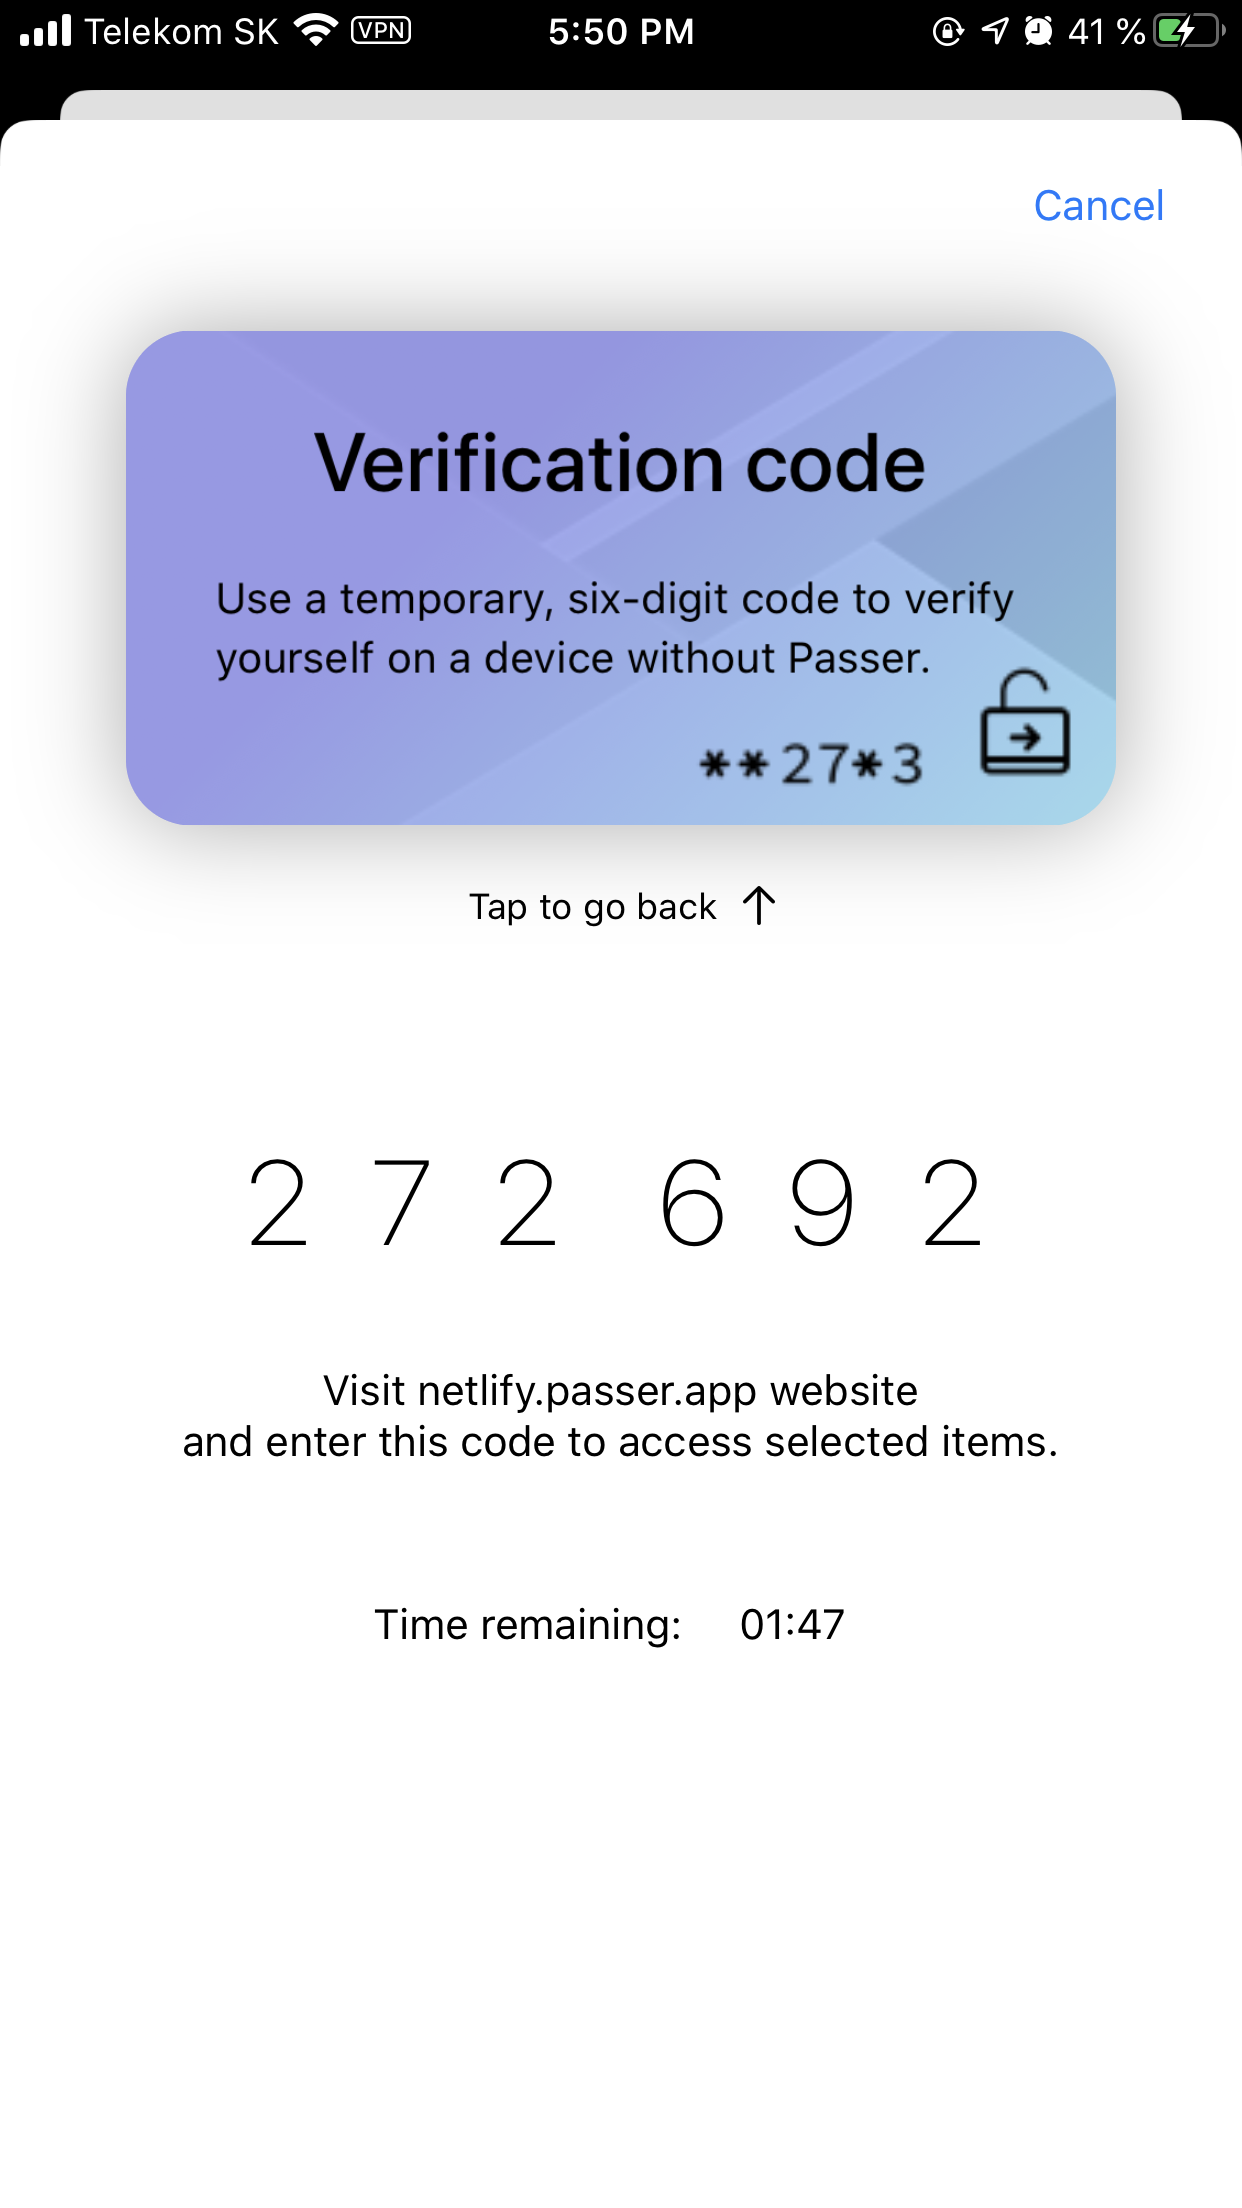 Telekom SK VPN 5:50 PM 41 %
Cancel
Verification code
Use a temporary, six-digit code to verify
yourself on a device without Passer.
**27*3
Tap to go back ↑
2 7 2 6 9 2
Visit netlify.passer.app website
and enter this code to access selected items.
Time remaining: 01:47